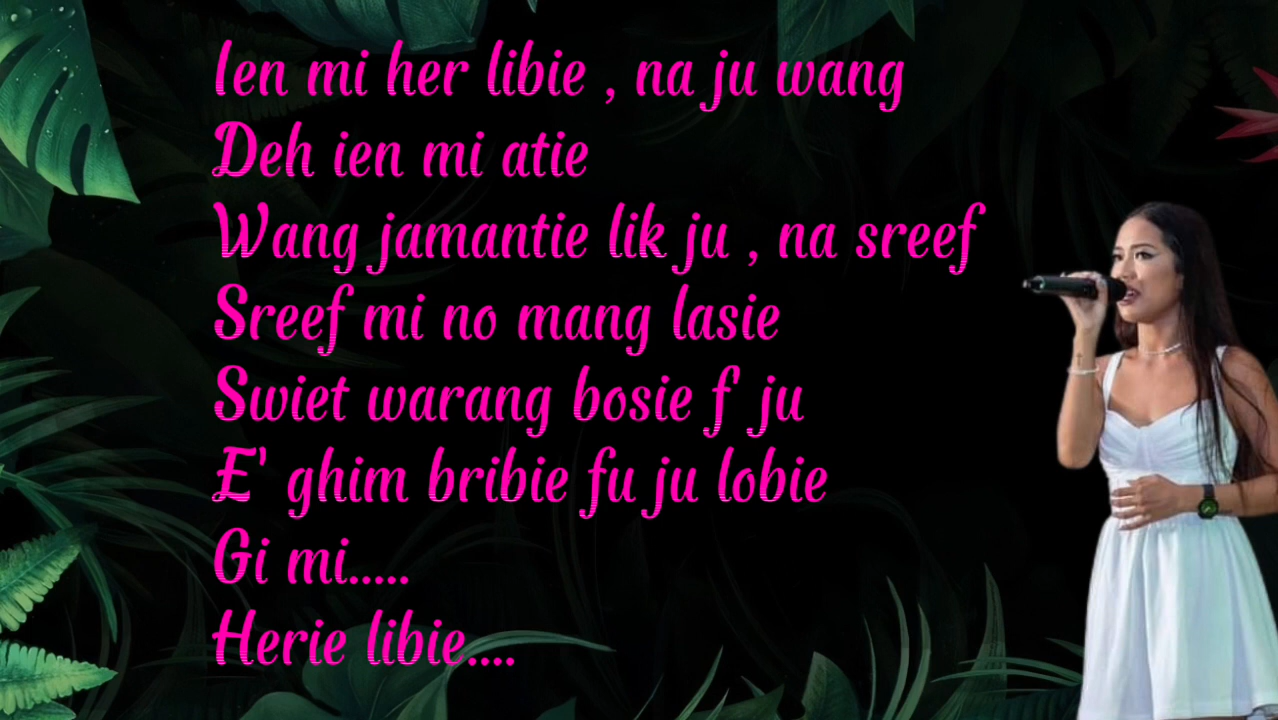 Ien mi her libie , na ju wang
Deh ien mi atie
Wang jamantie lik ju , na sreef
Sreef mi no mang lasie
Swiet warang bosie f' ju
E' ghim bribie fu ju lobie
Gi mi.....
Herie libie....